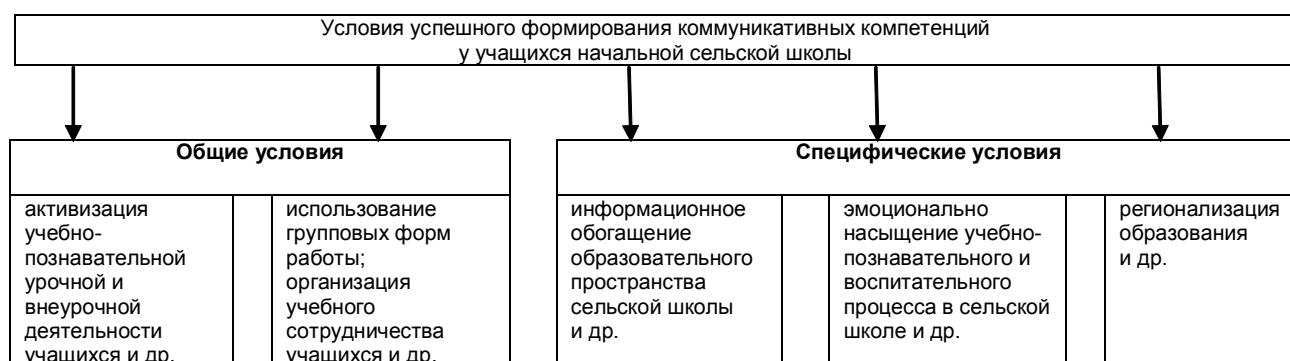 Условия успешного формирования коммуникативных компетенций
у учащихся начальной сельской школы
Общие условия
активизация
учебно-
познавательной
урочной и
внеурочной
деятельности
учащихся и др.
использование
групповых форм
работы;
организация
учебного
сотрудничества
учащихся и др.
Специфические условия
информационное
обогащение
образовательного
пространства
сельской школы
и др.
эмоционально
насыщение учебно-
познавательного и
воспитательного
процесса в сельской
школе и др.
регионализация
образования
и др.